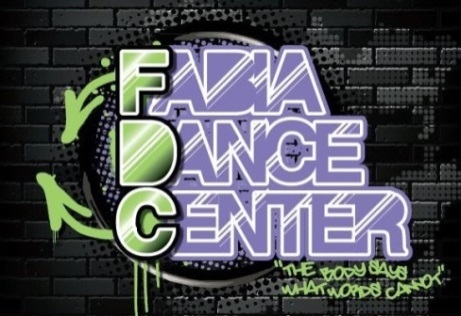 FABIA
DANCE
CENTER
"THE BODY SAYS
WHAT WORDS CANNOT"